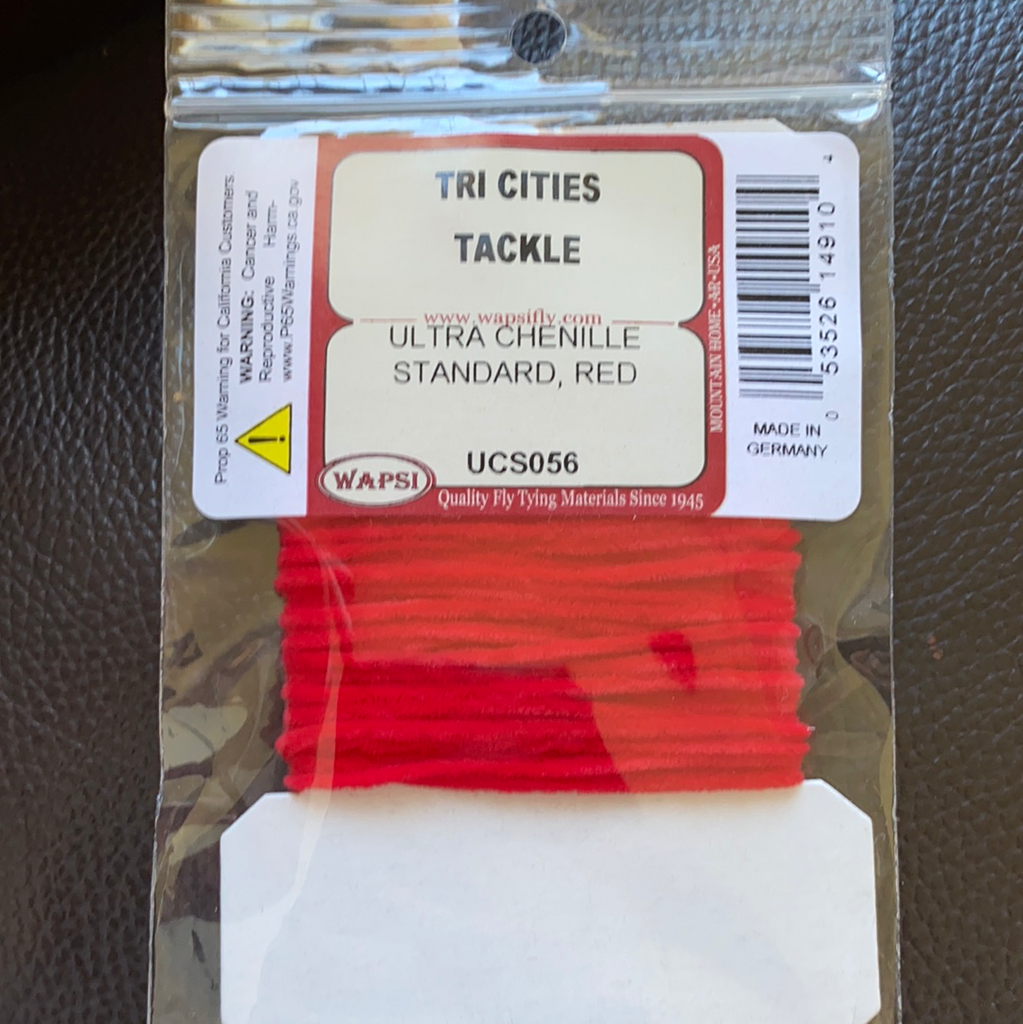 Prop 65 Warning for California Customers.
WARNING: Cancer and
Reproductive Harm-
www.P65Warnings.ca.gov
TRI CITIES
TACKLE
www.wapsifly.com
ULTRA CHENILLE
STANDARD, RED
UCS056
WAPSI
Quality Fly Tying Materials Since 1945
MOUNTAIN HOME•AR•USA
0 53526 14910 4
MADE IN
GERMANY